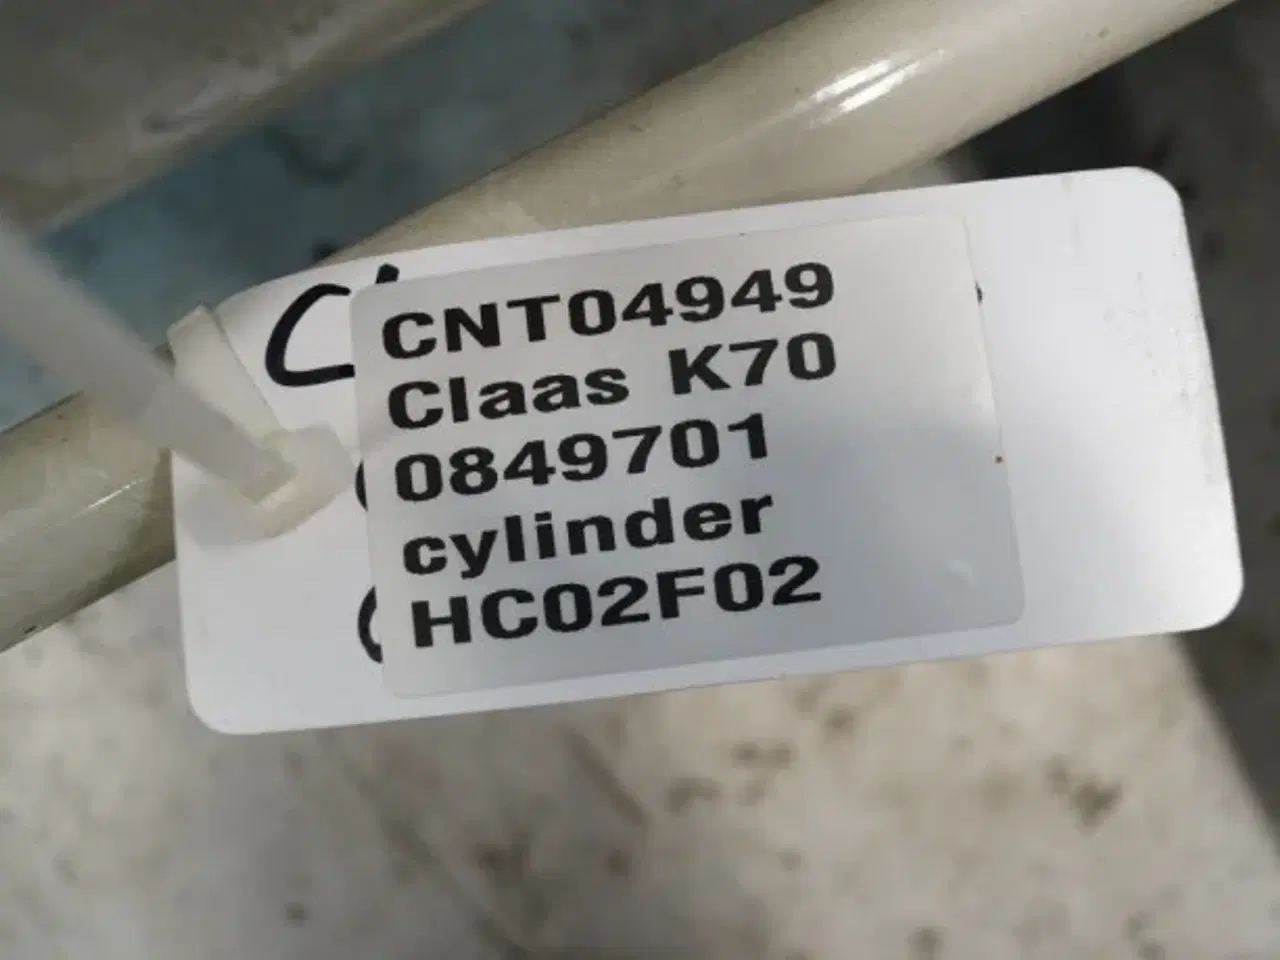 CNT04949
Claas K70
0849701
cylinder
HC02F02